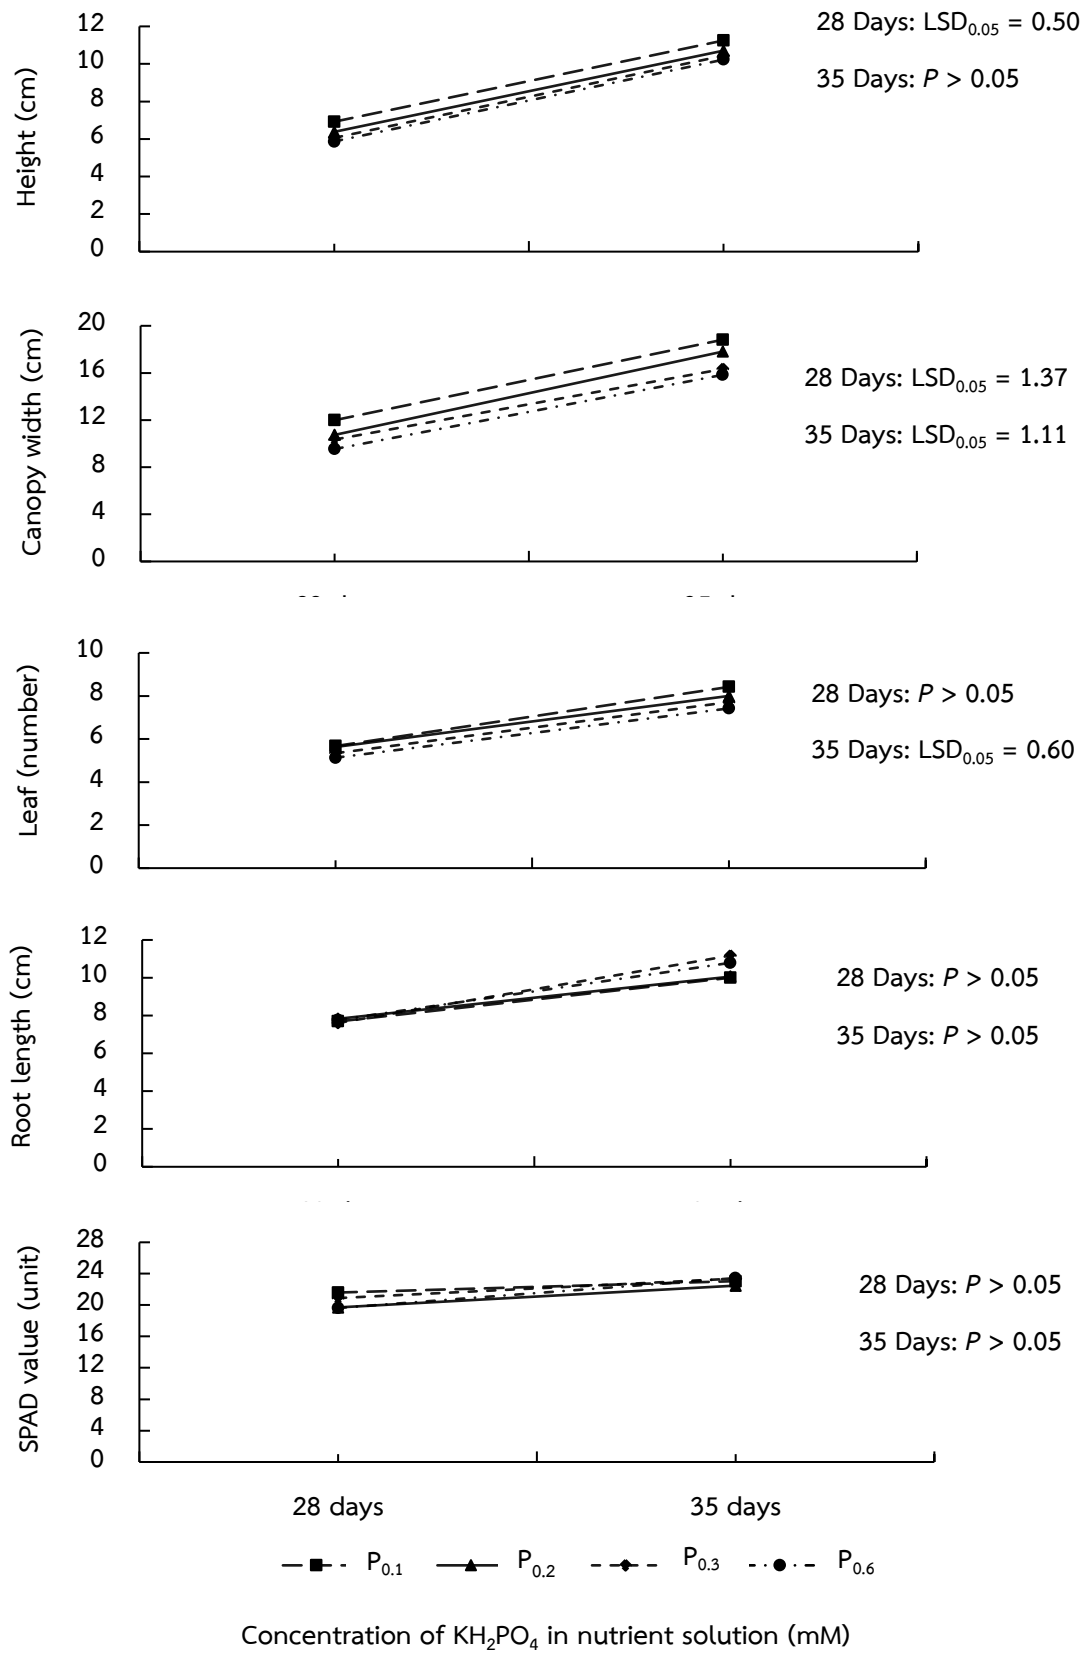 12
10
8
6
4
2
0
Height (cm)
28 Days: LSD0.05 = 0.50
35 Days: P > 0.05
20
16
12
8
4
0
Canopy width (cm)
28 Days: LSD0.05 = 1.37
35 Days: LSD0.05 = 1.11
10
8
6
4
2
0
Leaf (number)
28 Days: P > 0.05
35 Days: LSD0.05 = 0.60
12
10
8
6
4
2
0
Root length (cm)
28 Days: P > 0.05
35 Days: P > 0.05
28
24
20
16
12
8
4
0
SPAD value (unit)
28 Days: P > 0.05
35 Days: P > 0.05
28 days 35 days
P0.1 P0.2 P0.3 P0.6
Concentration of KH2PO4 in nutrient solution (mM)